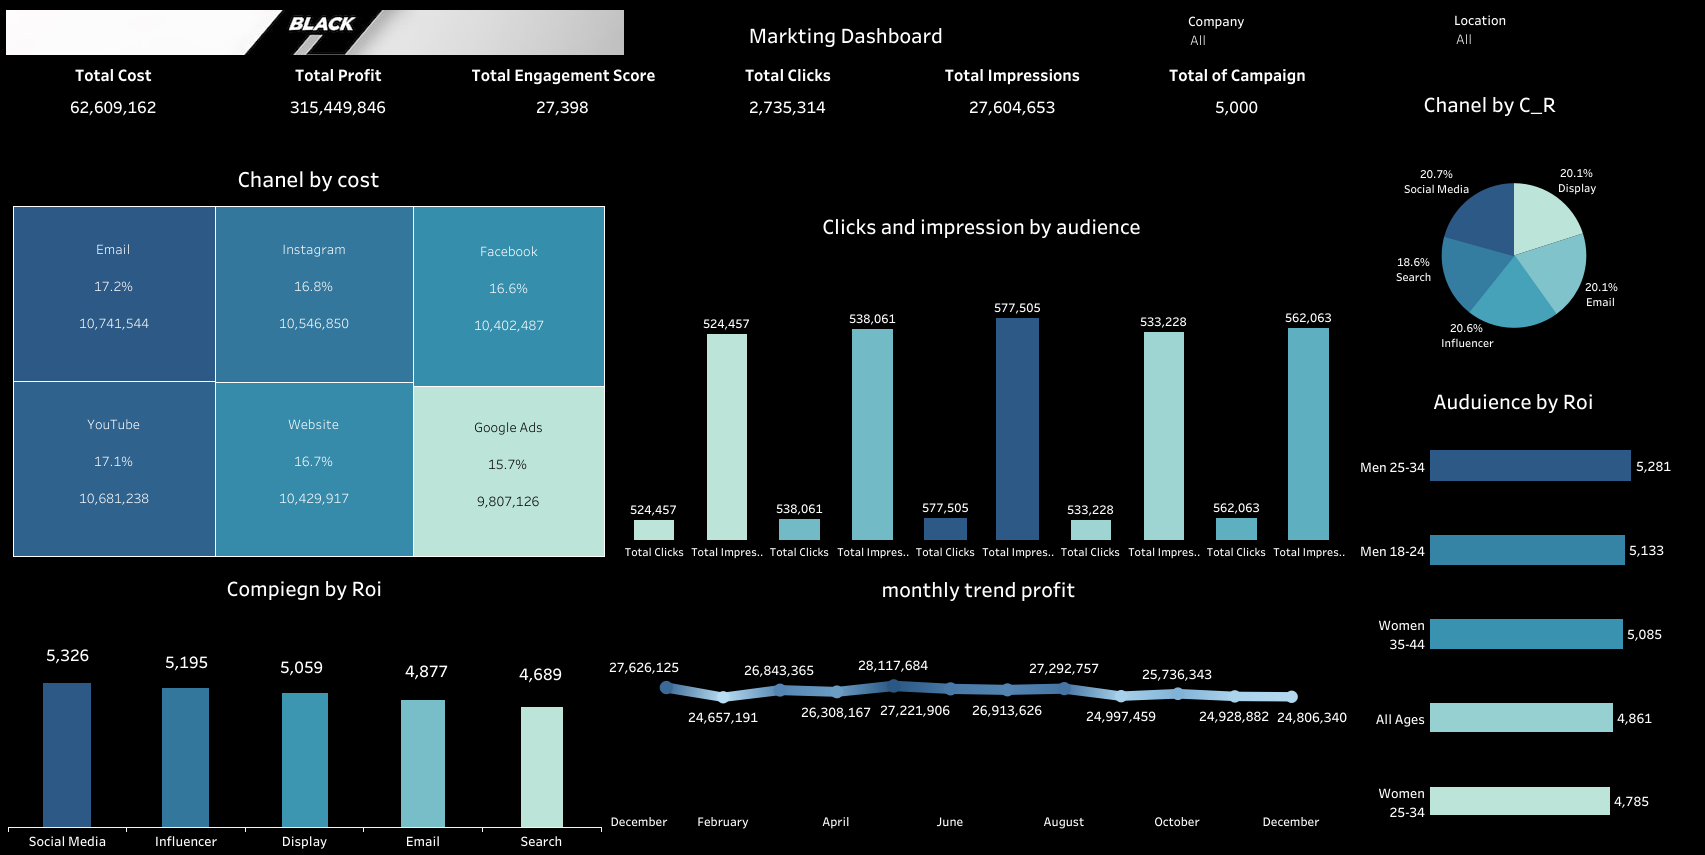 BLACK
Markting Dashboard
Company
All
Location
All
Total Cost
62,609,162
Total Profit
315,449,846
Total Engagement Score
27,398
Total Clicks
2,735,314
Total Impressions
27,604,653
Total of Campaign
5,000
Chanel by cost
Email
17.2%
10,741,544
Instagram
16.8%
10,546,850
Facebook
16.6%
10,402,487
YouTube
17.1%
10,681,238
Website
16.7%
10,429,917
Google Ads
15.7%
9,807,126
Clicks and impression by audience
524,457
524,457
538,061
538,061
577,505
577,505
533,228
533,228
562,063
562,063
Total Clicks
Total Impres..
Total Clicks
Total Impres..
Total Clicks
Total Impres..
Total Clicks
Total Impres..
Total Clicks
Total Impres..
Chanel by C_R
20.7%
Social Media
20.1%
Display
18.6%
Search
20.1%
Email
20.6%
Influencer
Auduience by Roi
Men 25-34
5,281
Men 18-24
5,133
Women
35-44
5,085
All Ages
4,861
Women
25-34
4,785
Compiegn by Roi
5,326
5,195
5,059
4,877
4,689
Social Media
Influencer
Display
Email
Search
monthly trend profit
27,626,125
24,657,191
26,843,365
26,308,167
28,117,684
27,221,906
26,913,626
27,292,757
24,997,459
25,736,343
24,928,882
24,806,340
December
February
April
June
August
October
December